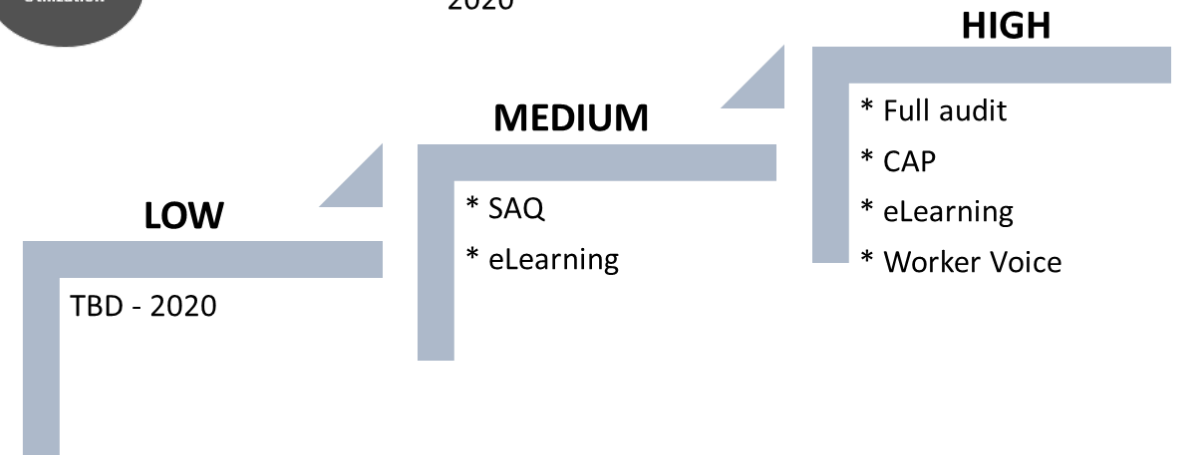 2020
HIGH
* Full audit
* CAP
* eLearning
* Worker Voice
MEDIUM
* SAQ
* eLearning
LOW
TBD - 2020